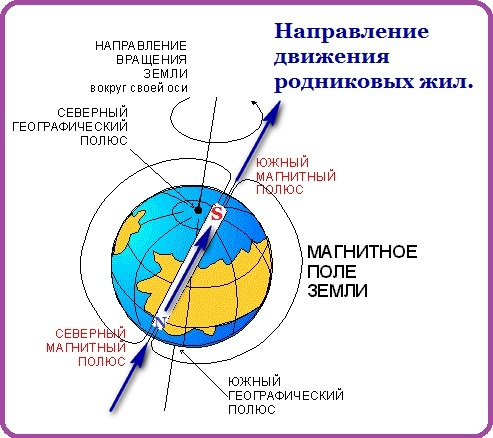 Направление
движения
родниковых жил.
НАПРАВЛЕНИЕ
ВРАЩЕНИЯ
ЗЕМЛИ
вокруг своей оси
СЕВЕРНЫЙ
ГЕОГРАФИЧЕСКИЙ
ПОЛЮС
ЮЖНЫЙ
МАГНИТНЫЙ
ПОЛЮС
S
МАГНИТНОЕ
ПОЛЕ
ЗЕМЛИ
N
СЕВЕРНЫЙ
МАГНИТНЫЙ
ПОЛЮС
ЮЖНЫЙ
ГЕОГРАФИЧЕСКИЙ
ПОЛЮС